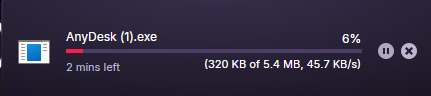 AnyDesk (1).exe 6%
2 mins left (320 KB of 5.4 MB, 45.7 KB/s)